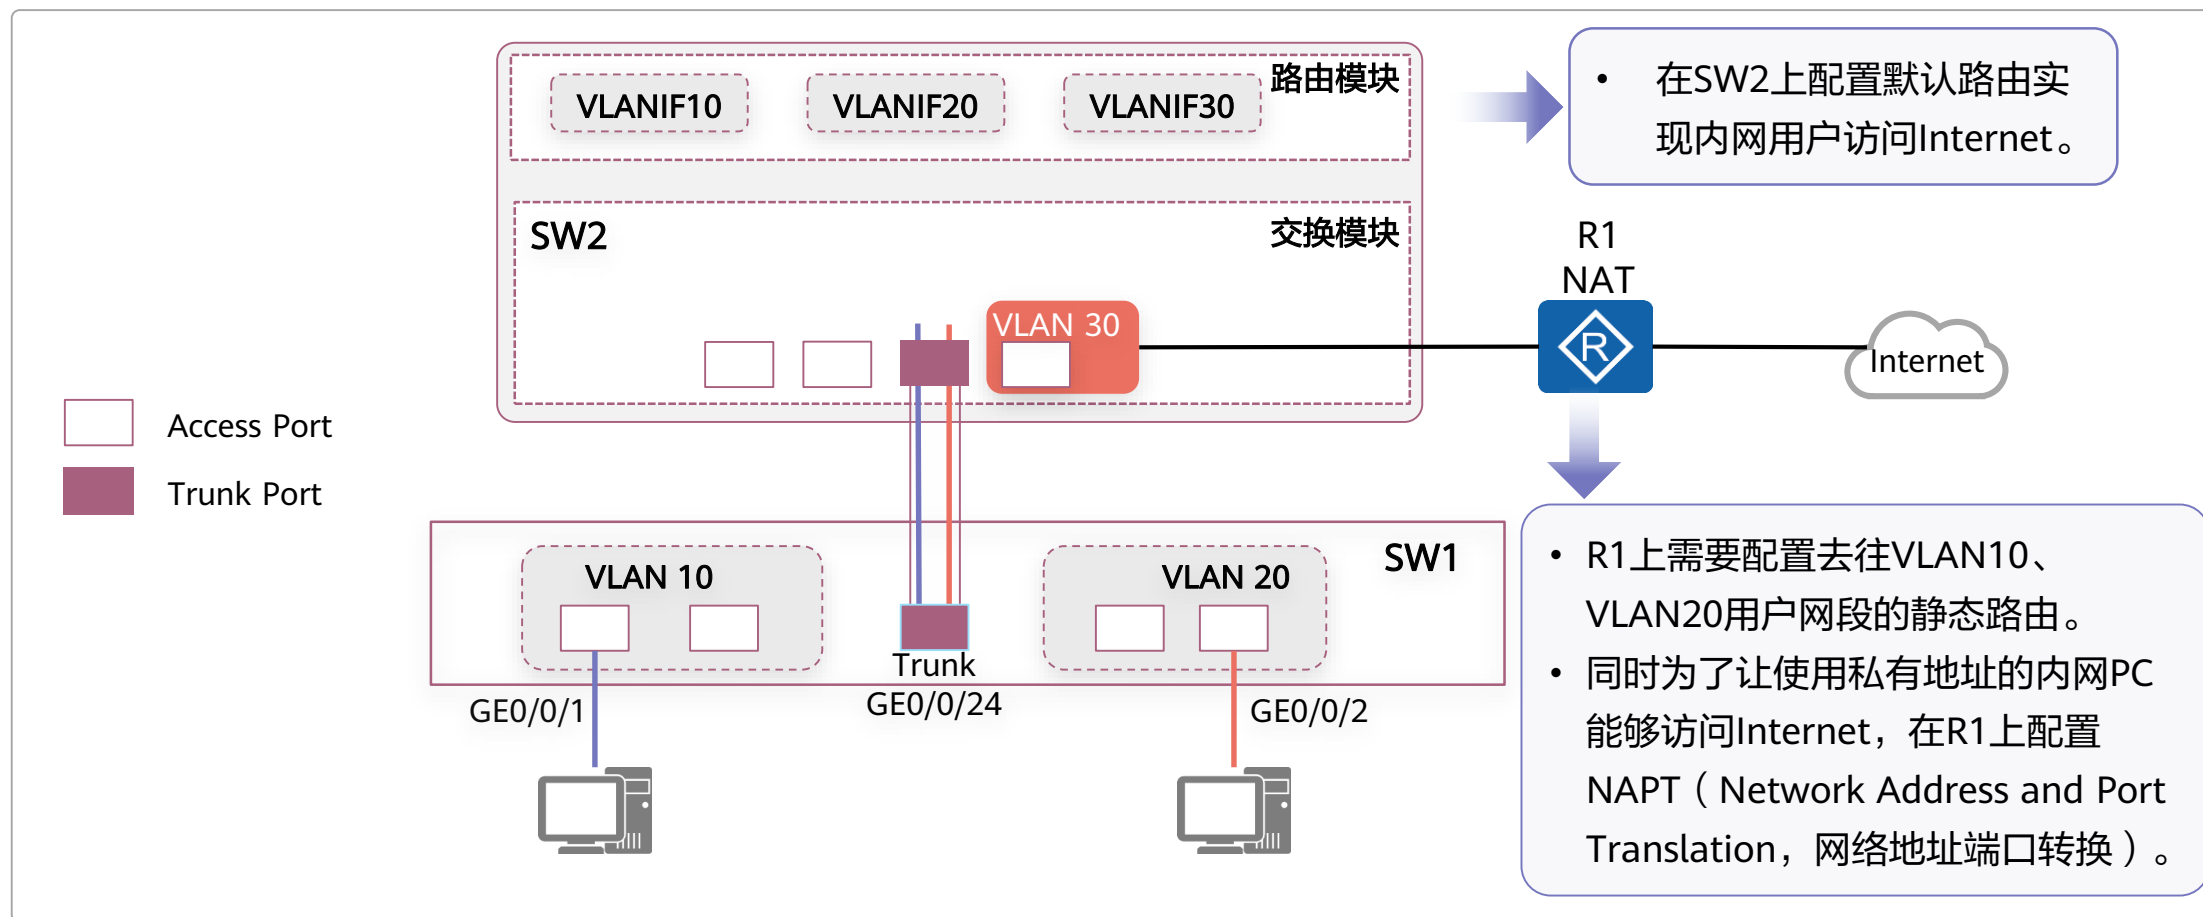 VLANIF10
VLANIF20
VLANIF30
路由模块
• 在SW2上配置默认路由实
现内网用户访问Internet。
SW2
交换模块
VLAN 30
R1
NAT
Internet
Access Port
Trunk Port
VLAN 10
VLAN 20
SW1
Trunk
GE0/0/24
GE0/0/1
GE0/0/2
• R1上需要配置去往VLAN10、
VLAN20用户网段的静态路由。
• 同时为了让使用私有地址的内网PC
能够访问Internet，在R1上配置
NAPT（Network Address and Port
Translation，网络地址端口转换）。
R